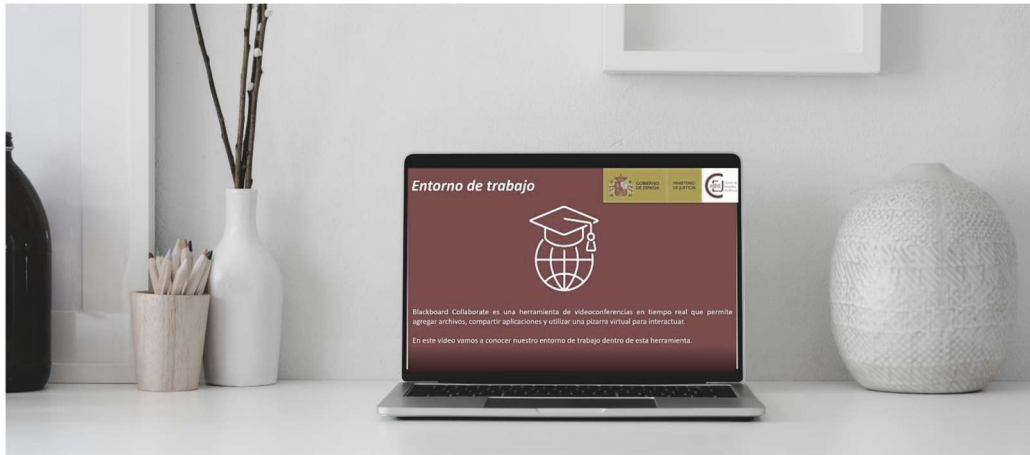 Entorno de trabajo
GOBIERNO
DE ESPAÑA
MINISTERIO
DE JUSTICIA
Blackboard Collaborate es una herramienta de videoconferencias en tiempo real que permite
agregar archivos, compartir aplicaciones y utilizar una pizarra virtual para interactuar.
En este vídeo vamos a conocer nuestro entorno de trabajo dentro de esta herramienta.